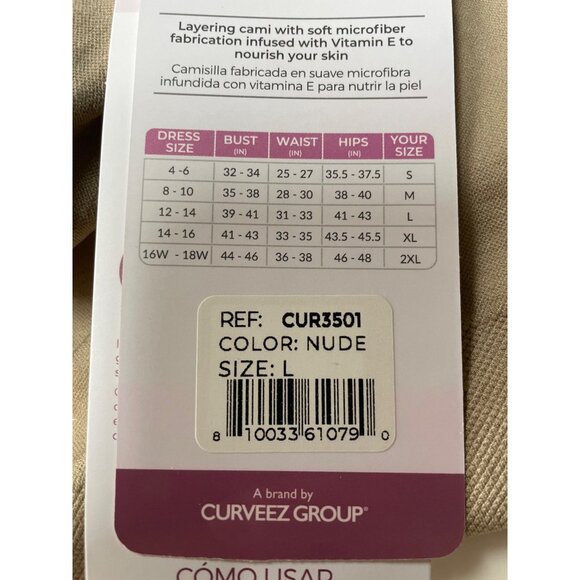 Layering cami with soft microfiber
fabrication infused with Vitamin E to
nourish your skin
Camisilla fabricada en suave microfibra
infundida con vitamina E para nutrir la piel
DRESS SIZE BUST (IN) WAIST (IN) HIPS (IN) YOUR SIZE
4 -6 32 - 34 25 - 27 35.5 - 37.5 S
8 - 10 35 - 38 28 - 30 38 - 40 M
12 - 14 39 - 41 31 - 33 41 - 43 L
14 - 16 41 - 43 33 - 35 43.5 - 45.5 XL
16W - 18W 44 - 46 36 - 38 46 - 48 2XL
REF: CUR3501
COLOR: NUDE
SIZE: L
8 10033 61079 0
A brand by
CURVEEZ GROUP®
CÓMO USAR